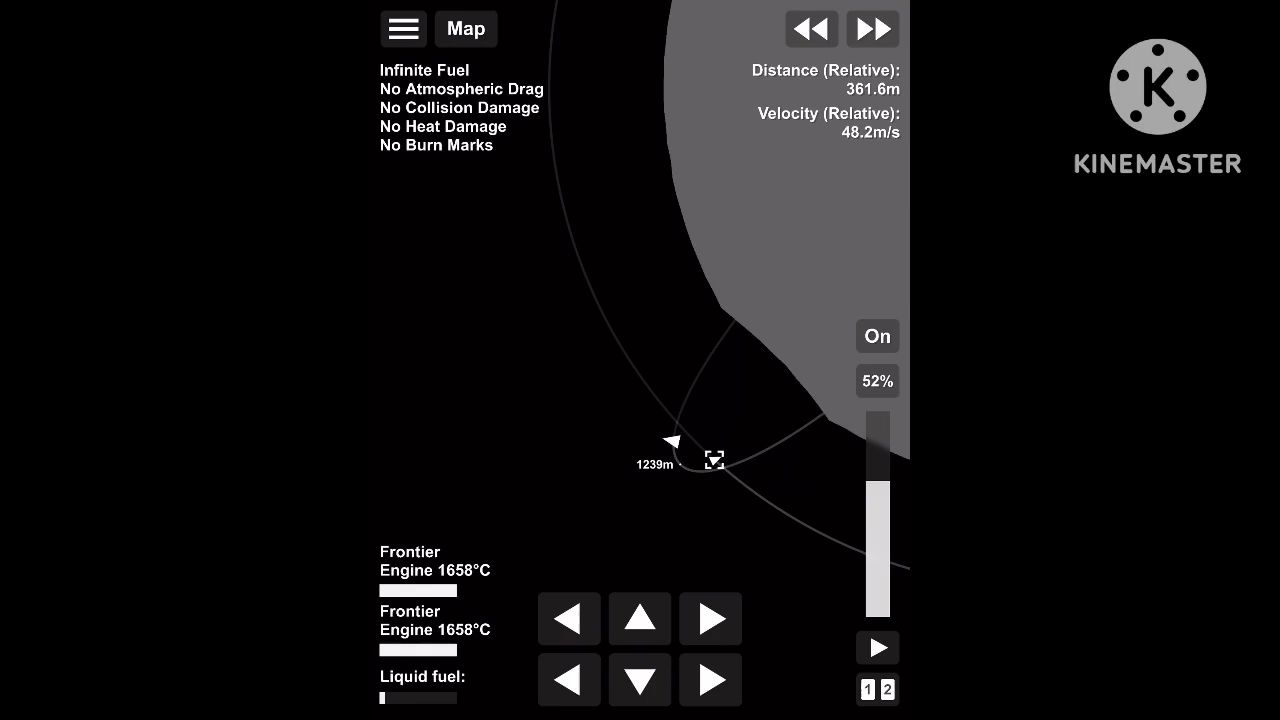 Map
Infinite Fuel
No Atmospheric Drag
No Collision Damage
No Heat Damage
No Burn Marks
Distance (Relative):
361.6m
Velocity (Relative):
48.2m/s
K
KINEMASTER
On
52%
1239m
Frontier
Engine 1658°C
Frontier
Engine 1658°C
Liquid fuel:
1 2